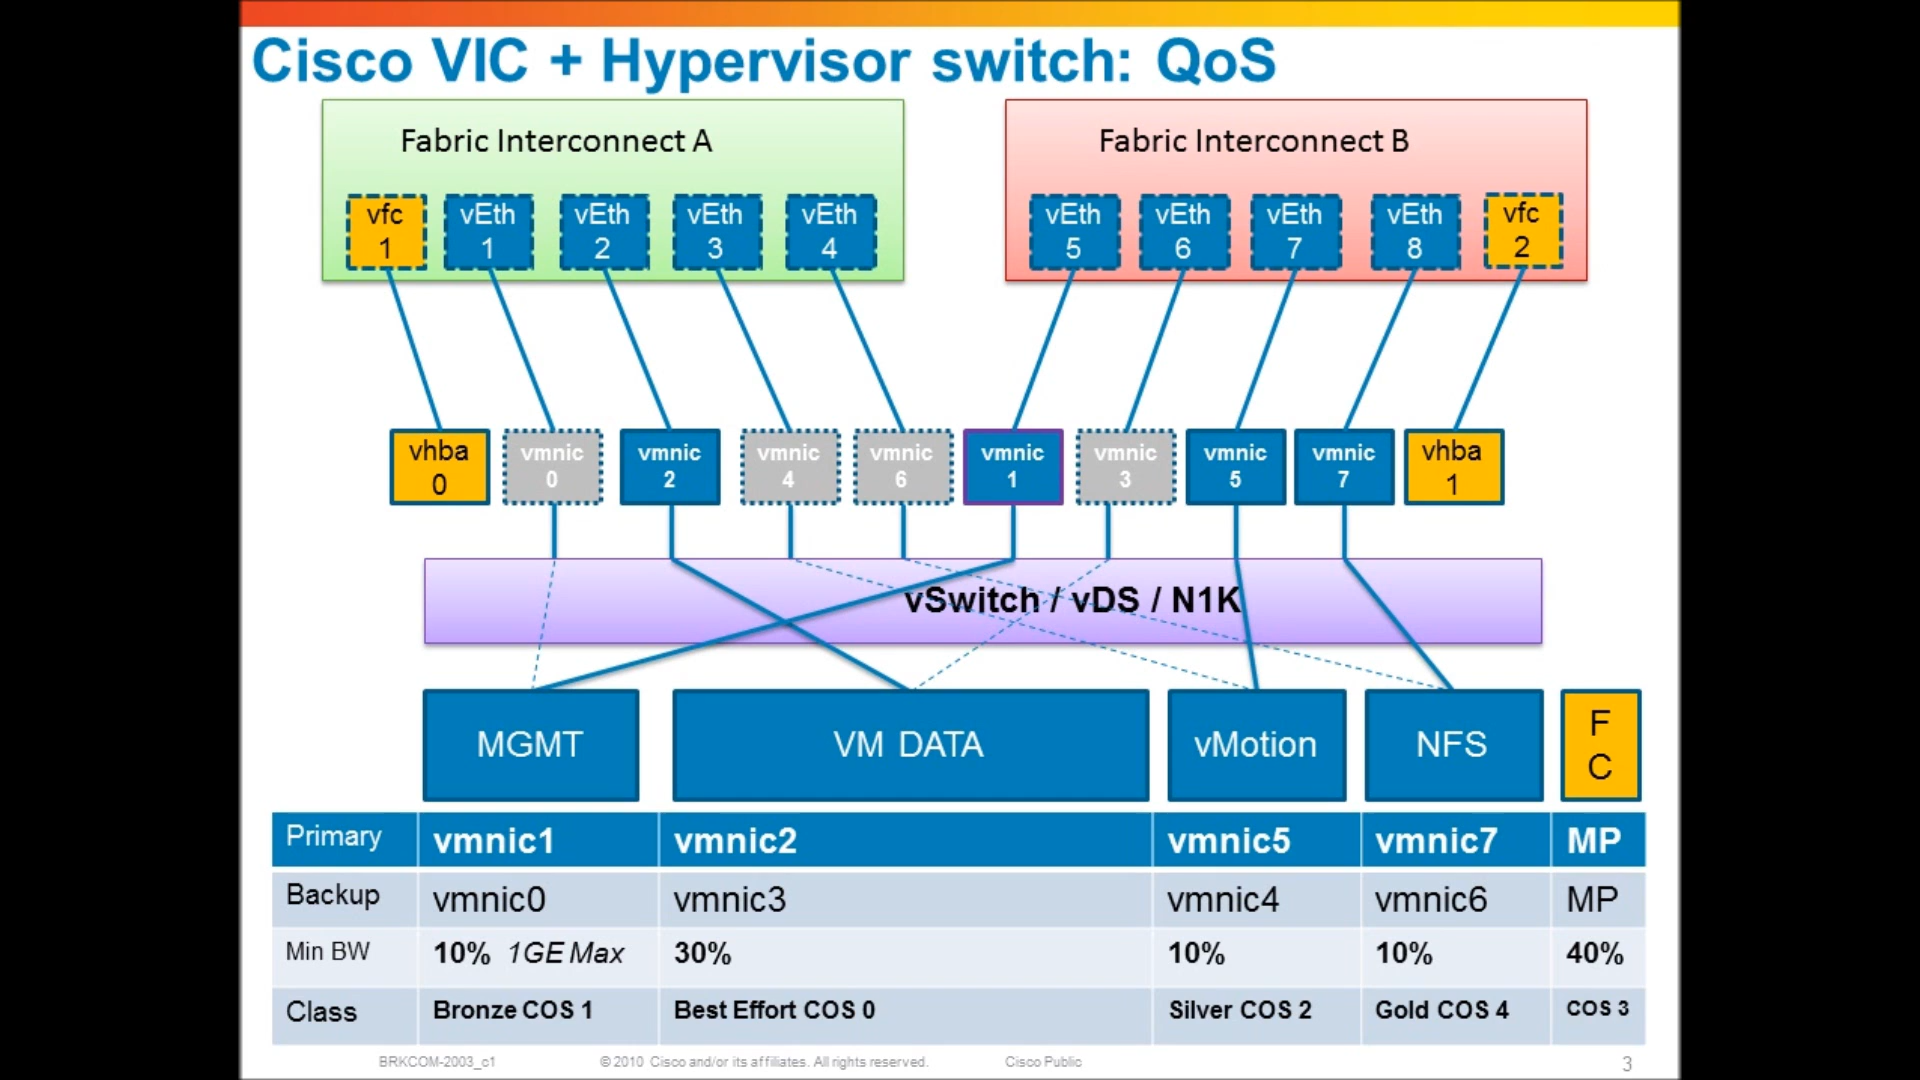 Cisco VIC + Hypervisor switch: QoS
Fabric Interconnect A
Fabric Interconnect B
vfc
1
vEth
1
vEth
2
vEth
3
vEth
4
vEth
5
vEth
6
vEth
7
vEth
8
vfc
2
vhba
0
vmnic
0
vmnic
2
vmnic
4
vmnic
6
vmnic
1
vmnic
3
vmnic
5
vmnic
7
vhba
1
vSwitch / vDS / N1K
MGMT
VM DATA
vMotion
NFS
F
C
Primary vmnic1 vmnic2 vmnic5 vmnic7 MP
Backup vmnic0 vmnic3 vmnic4 vmnic6 MP
Min BW 10% 1GE Max 30% 10% 10% 40%
Class Bronze COS 1 Best Effort COS 0 Silver COS 2 Gold COS 4 COS 3
BRKCOM-2003_c1 © 2010 Cisco and/or its affiliates. All rights reserved. Cisco Public 3